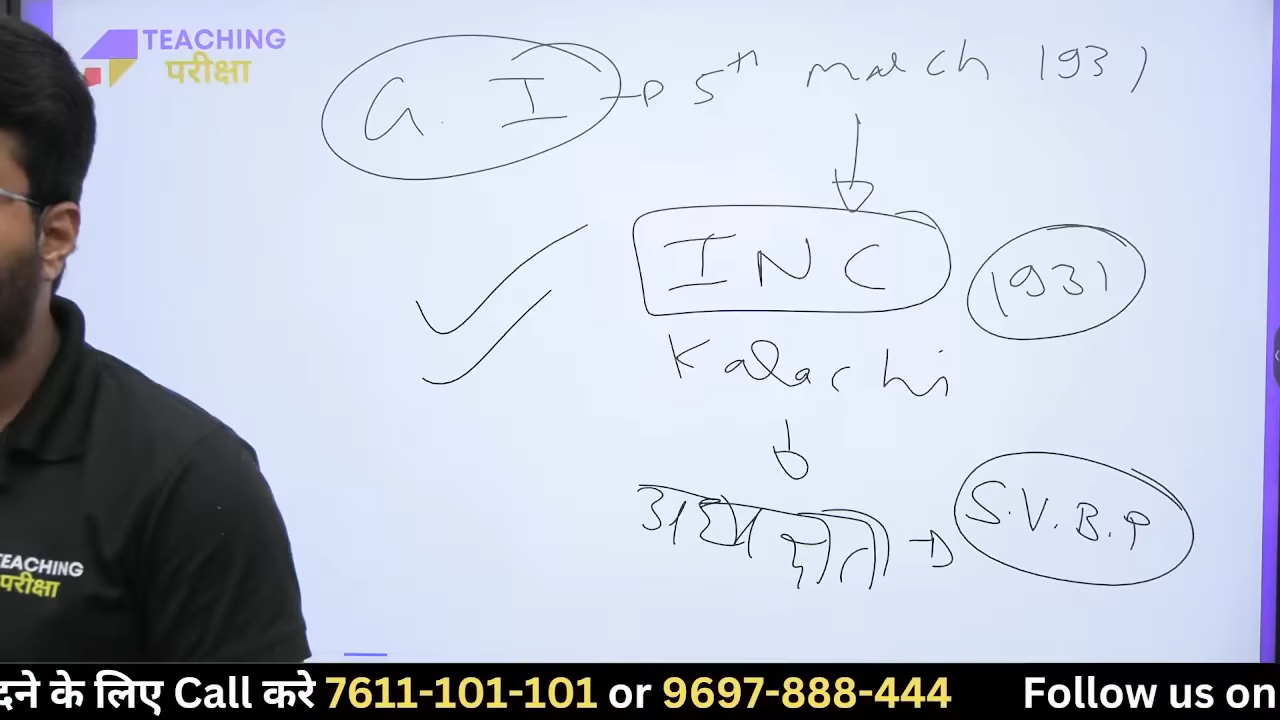 TEACHING
परीक्षा
G. I → 5th March 1931
INC 1931
Karachi
अध्यक्षता → S.V.B.P
TEACHING
परीक्षा
दने के लिए Call करे 7611-101-101 or 9697-888-444 Follow us on